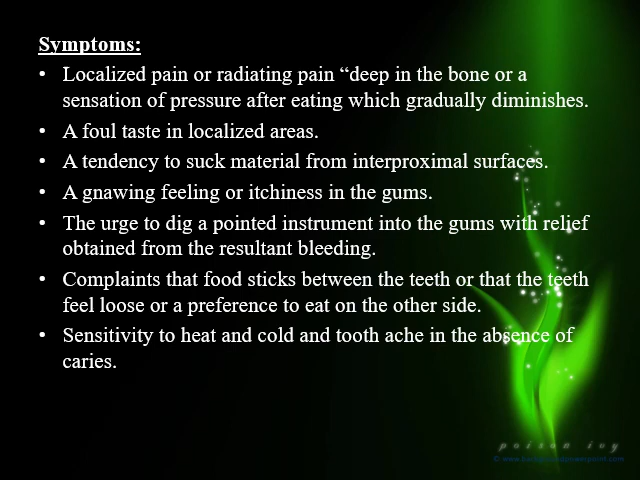 Symptoms:
• Localized pain or radiating pain “deep in the bone or a
sensation of pressure after eating which gradually diminishes.
• A foul taste in localized areas.
• A tendency to suck material from interproximal surfaces.
• A gnawing feeling or itchiness in the gums.
• The urge to dig a pointed instrument into the gums with relief
obtained from the resultant bleeding.
• Complaints that food sticks between the teeth or that the teeth
feel loose or a preference to eat on the other side.
• Sensitivity to heat and cold and tooth ache in the absence of
caries.
poison ivy